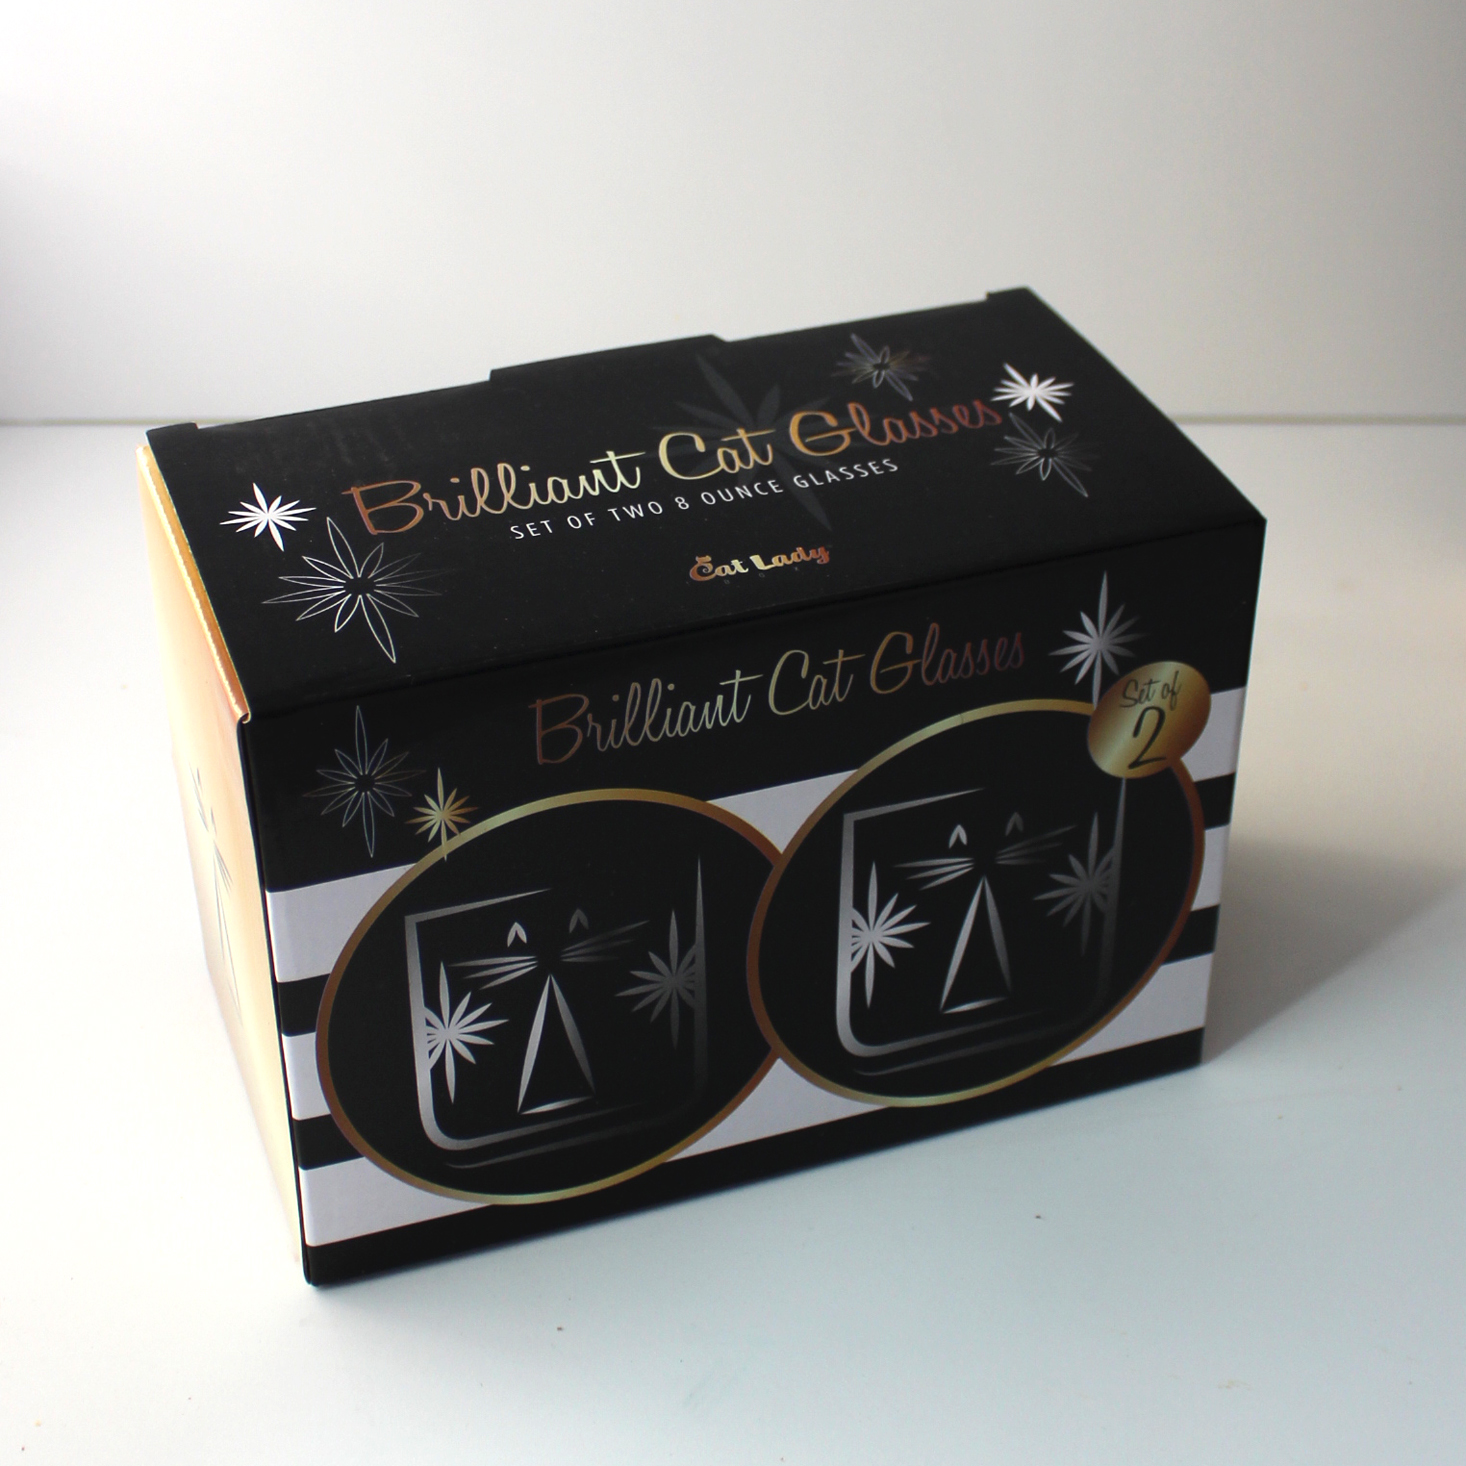 Brilliant Cat Glasses
SET OF TWO 8 OUNCE GLASSES
Cat Lady
Brilliant Cat Glasses
Set of
2